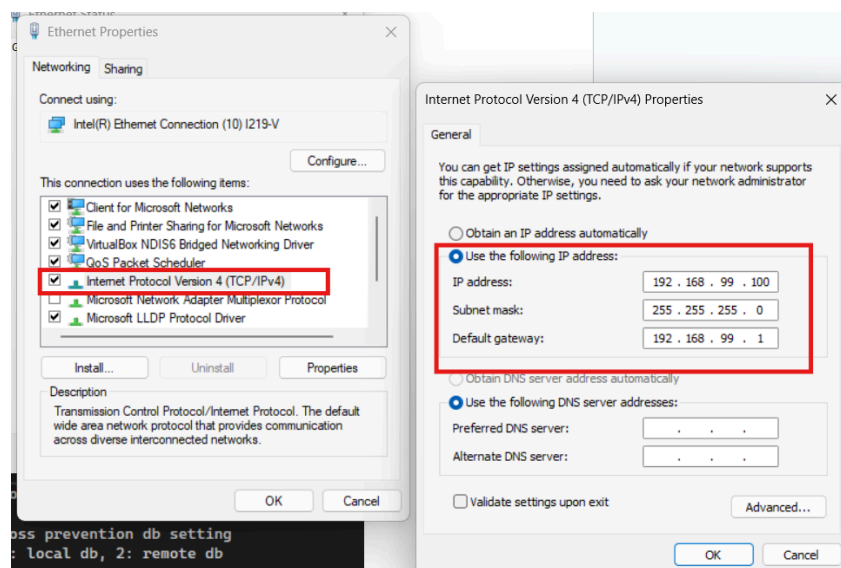 Ethernet Status
Ethernet Properties
Networking Sharing
Connect using:
Intel(R) Ethernet Connection (10) I219-V
Configure...
This connection uses the following items:
Client for Microsoft Networks
File and Printer Sharing for Microsoft Networks
VirtualBox NDIS6 Bridged Networking Driver
QoS Packet Scheduler
Internet Protocol Version 4 (TCP/IPv4)
Microsoft Network Adapter Multiplexor Protocol
Microsoft LLDP Protocol Driver
Install... Uninstall Properties
Description
Transmission Control Protocol/Internet Protocol. The default
wide area network protocol that provides communication
across diverse interconnected networks.
OK Cancel
oss prevention db setting
: local db, 2: remote db
Internet Protocol Version 4 (TCP/IPv4) Properties
General
You can get IP settings assigned automatically if your network supports
this capability. Otherwise, you need to ask your network administrator
for the appropriate IP settings.
Obtain an IP address automatically
Use the following IP address:
IP address: 192 . 168 . 99 . 100
Subnet mask: 255 . 255 . 255 . 0
Default gateway: 192 . 168 . 99 . 1
Obtain DNS server address automatically
Use the following DNS server addresses:
Preferred DNS server: . . .
Alternate DNS server: . . .
Validate settings upon exit
Advanced...
OK Cancel